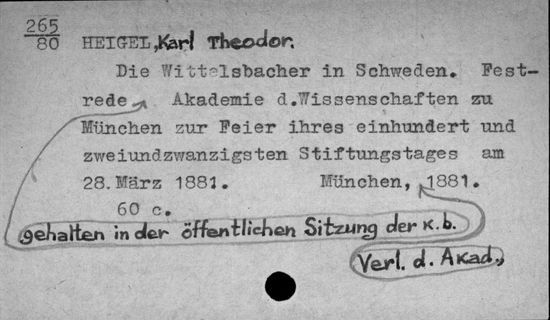 265
80 HEIGEL, Karl Theodor.
Die Wittelsbacher in Schweden. Fest-
rede Akademie d.Wissenschaften zu
München zur Feier ihres einhundert und
zweiundzwanzigsten Stiftungstages am
28.März 1881. München, 1881.
60 c.
gehalten in der öffentlichen Sitzung der k.b.
Verl. d. Akad.,